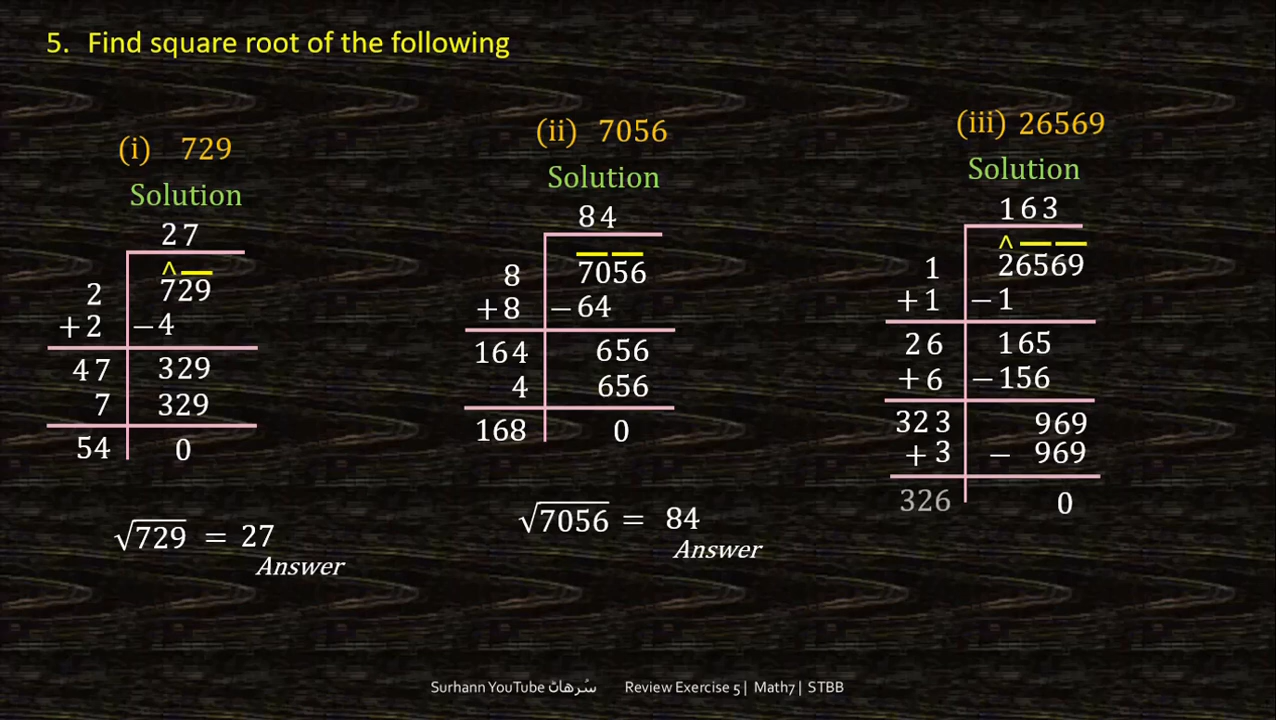 5. Find square root of the following
(i) 729
Solution
27
2 729
+2 −4
47 329
7 329
54 0
√729 = 27
Answer
(ii) 7056
Solution
84
8 7056
+8 −64
164 656
4 656
168 0
√7056 = 84
Answer
(iii) 26569
Solution
163
^
1 26569
+1 −1
26 165
+6 −156
323 969
+3 − 969
326 0
Surhann YouTube سُرهاڻ Review Exercise 5 | Math7 | STBB